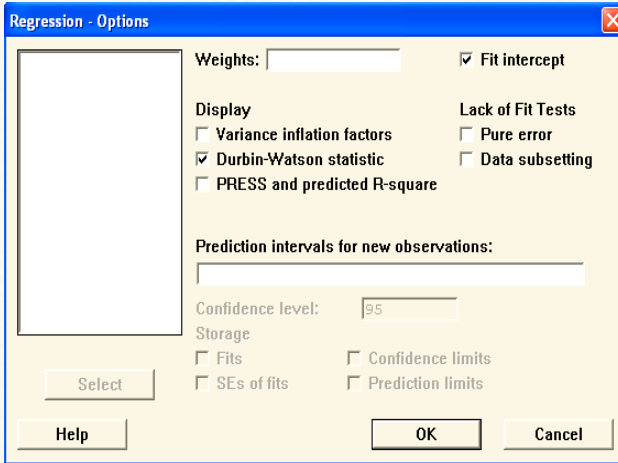 Regression - Options
Weights:
Fit intercept
Display
Lack of Fit Tests
Variance inflation factors
Pure error
Durbin-Watson statistic
Data subsetting
PRESS and predicted R-square
Prediction intervals for new observations:
Confidence level: 95
Storage
Fits
Confidence limits
Select
SEs of fits
Prediction limits
Help
OK
Cancel